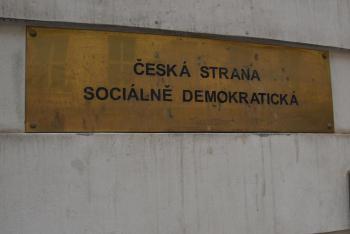 ČESKÁ STRANA
SOCIÁLNĚ DEMOKRATICKÁ